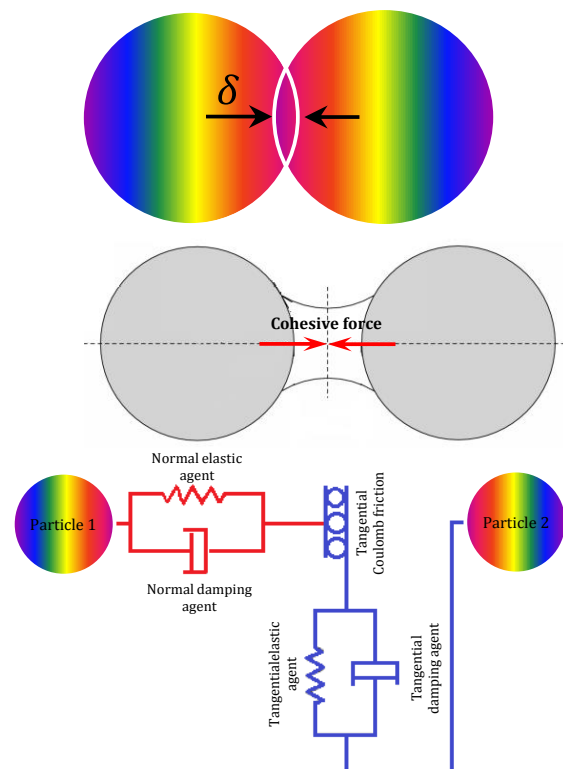 δ
Cohesive force
Normal elastic
agent
Particle 1
Normal damping
agent
Tangential
Coulomb friction
Particle 2
Tangentialelastic
agent
Tangential
damping agent